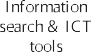 Information
search & ICT
tools